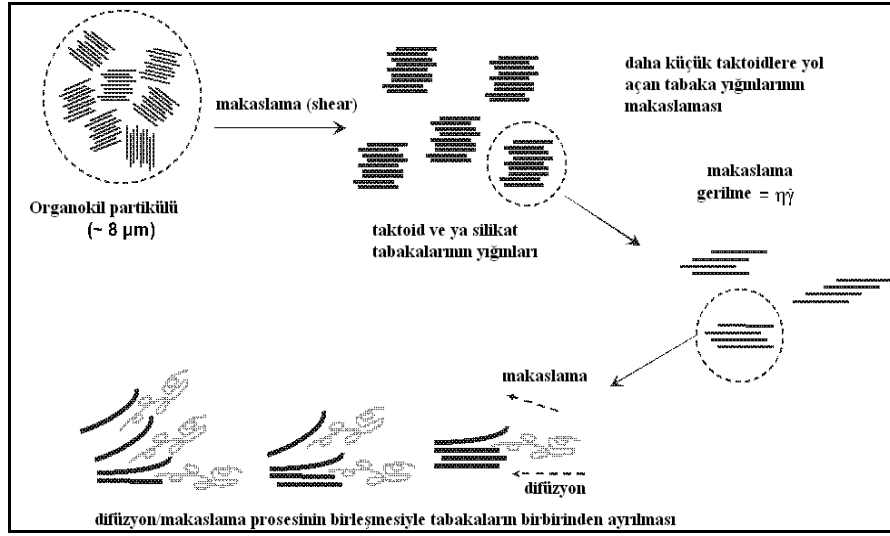 daha küçük taktoidlere yol
açan tabaka yığınlarının
makaslaması
makaslama (shear)
makaslama
gerilme = ηγ̇
Organokil partikülü
(~ 8 µm)
taktoid ve ya silikat
tabakalarının yığınları
makaslama
difüzyon
difüzyon/makaslama prosesinin birleşmesiyle tabakaların birbirinden ayrılması